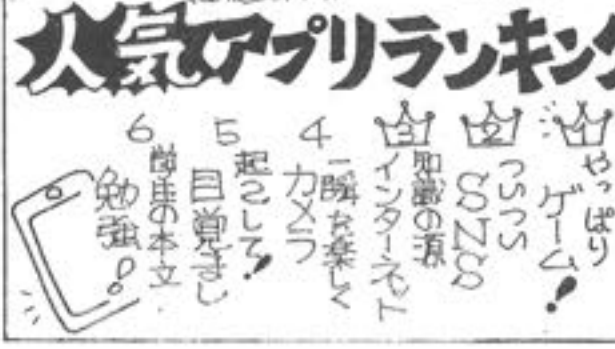 人気アプリランキング
1
やっぱり
ゲーム!
2
ついつい
SNS
3
知識の源
インターネット
4
一瞬を楽しく
カメラ
5
起こして!
目覚まし
6
学生の本文
勉強!